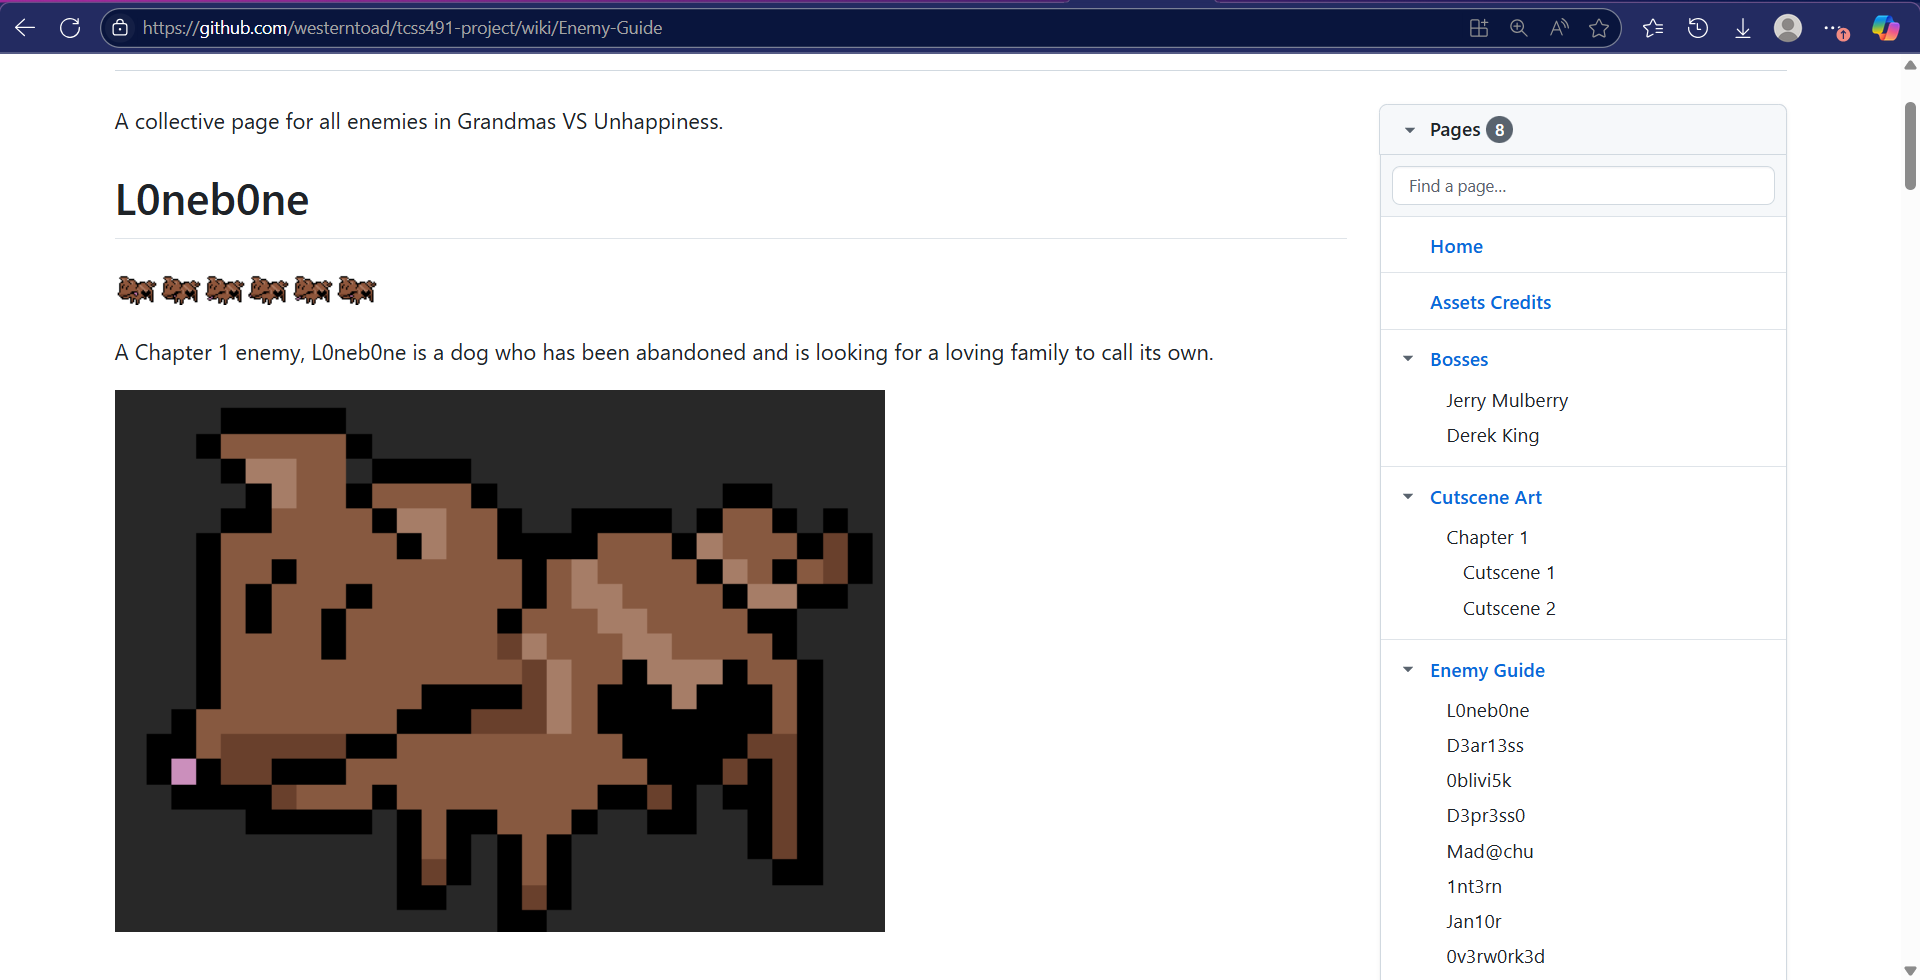 https://github.com/westerntoad/tcss491-project/wiki/Enemy-Guide
A collective page for all enemies in Grandmas VS Unhappiness.
L0neb0ne
A Chapter 1 enemy, L0neb0ne is a dog who has been abandoned and is looking for a loving family to call its own.
Pages 8
Find a page...
Home
Assets Credits
Bosses
Jerry Mulberry
Derek King
Cutscene Art
Chapter 1
Cutscene 1
Cutscene 2
Enemy Guide
L0neb0ne
D3ar13ss
0blivi5k
D3pr3ss0
Mad@chu
1nt3rn
Jan10r
0v3rw0rk3d